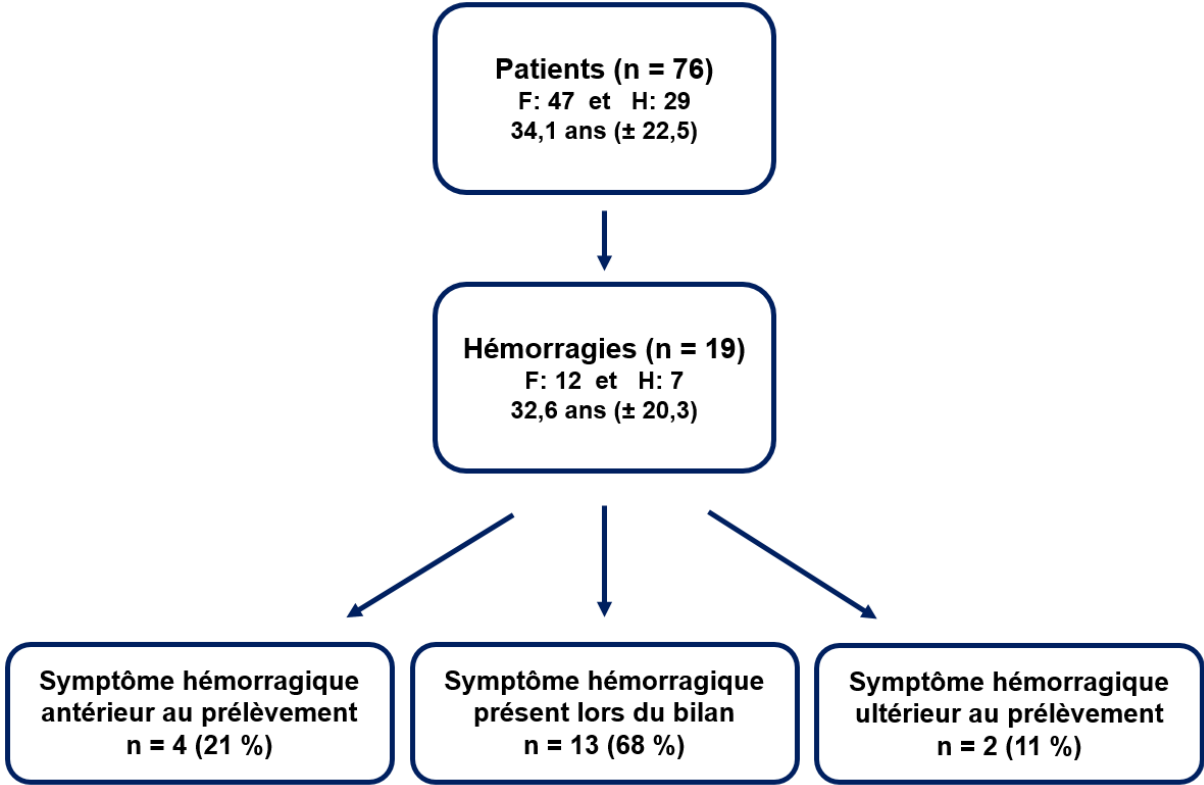 Patients (n = 76)
F: 47 et H: 29
34,1 ans (± 22,5)
Hémorragies (n = 19)
F: 12 et H: 7
32,6 ans (± 20,3)
Symptôme hémorragique
antérieur au prélèvement
n = 4 (21 %)
Symptôme hémorragique
présent lors du bilan
n = 13 (68 %)
Symptôme hémorragique
ultérieur au prélèvement
n = 2 (11 %)